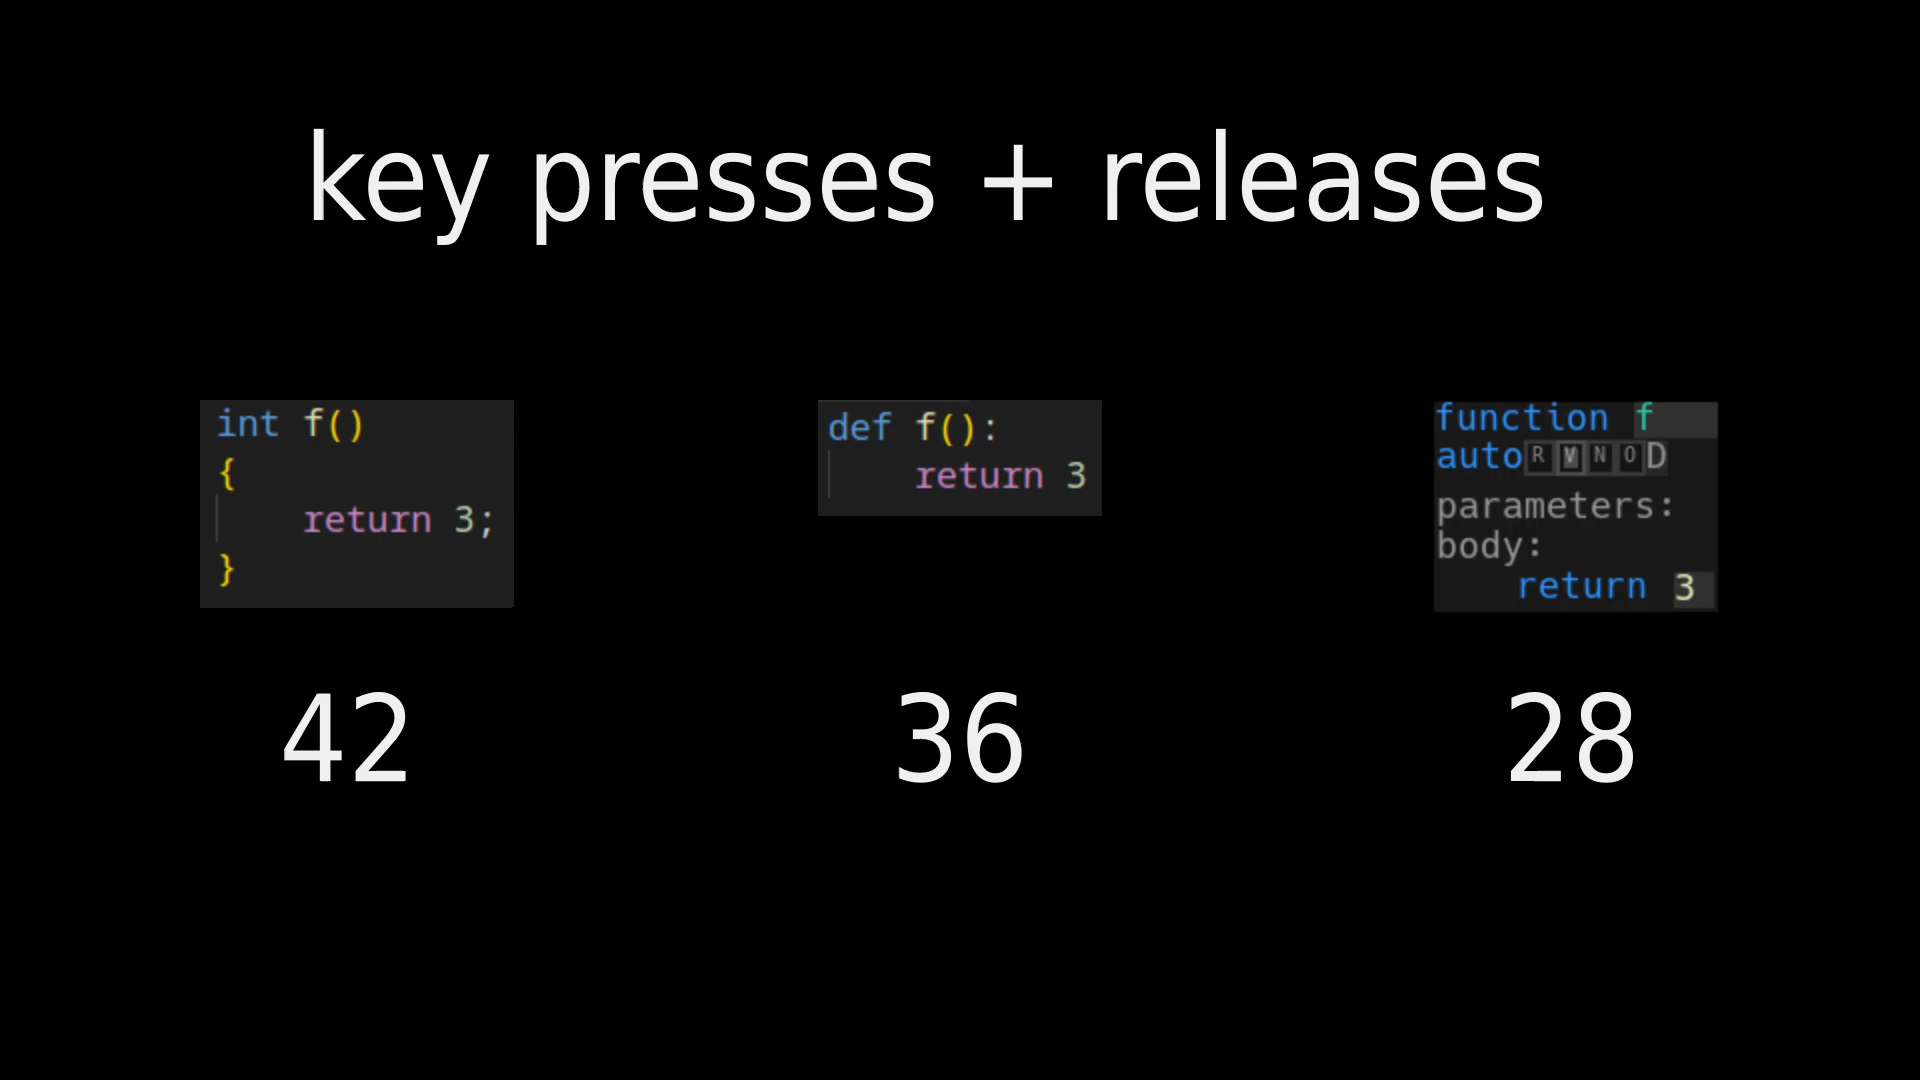 key presses + releases
int f()
{
    return 3;
}
def f():
    return 3
function f
auto R V N O D
parameters:
body:
    return 3
42
36
28